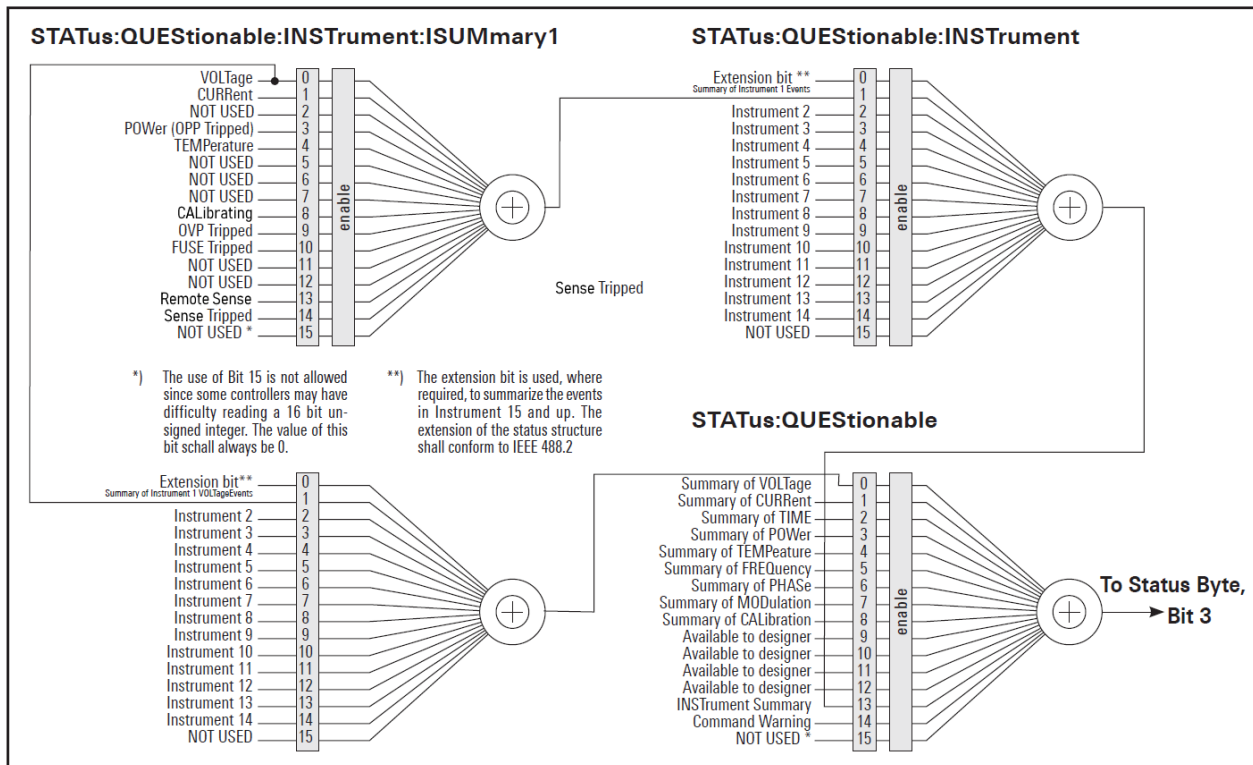 STATus:QUEStionable:INSTrument:ISUMmary1
VOLTage 0
CURRent 1
NOT USED 2
POWer (OPP Tripped) 3
TEMPerature 4
NOT USED 5
NOT USED 6
NOT USED 7
CALibrating 8
OVP Tripped 9
FUSE Tripped 10
NOT USED 11
NOT USED 12
Remote Sense 13
Sense Tripped 14
NOT USED * 15
enable
Sense Tripped
STATus:QUEStionable:INSTrument
Extension bit ** 0
Summary of Instrument 1 Events 1
Instrument 2 2
Instrument 3 3
Instrument 4 4
Instrument 5 5
Instrument 6 6
Instrument 7 7
Instrument 8 8
Instrument 9 9
Instrument 10 10
Instrument 11 11
Instrument 12 12
Instrument 13 13
Instrument 14 14
NOT USED 15
enable
*) The use of Bit 15 is not allowed
since some controllers may have
difficulty reading a 16 bit un-
signed integer. The value of this
bit schall always be 0.
**) The extension bit is used, where
required, to summarize the events
in Instrument 15 and up. The
extension of the status structure
shall conform to IEEE 488.2
Extension bit** 0
Summary of Instrument 1 VOLTageEvents 1
Instrument 2 2
Instrument 3 3
Instrument 4 4
Instrument 5 5
Instrument 6 6
Instrument 7 7
Instrument 8 8
Instrument 9 9
Instrument 10 10
Instrument 11 11
Instrument 12 12
Instrument 13 13
Instrument 14 14
NOT USED 15
STATus:QUEStionable
Summary of VOLTage 0
Summary of CURRent 1
Summary of TIME 2
Summary of POWer 3
Summary of TEMPeature 4
Summary of FREQuency 5
Summary of PHASe 6
Summary of MODulation 7
Summary of CALibration 8
Available to designer 9
Available to designer 10
Available to designer 11
Available to designer 12
INSTrument Summary 13
Command Warning 14
NOT USED * 15
enable
To Status Byte,
Bit 3